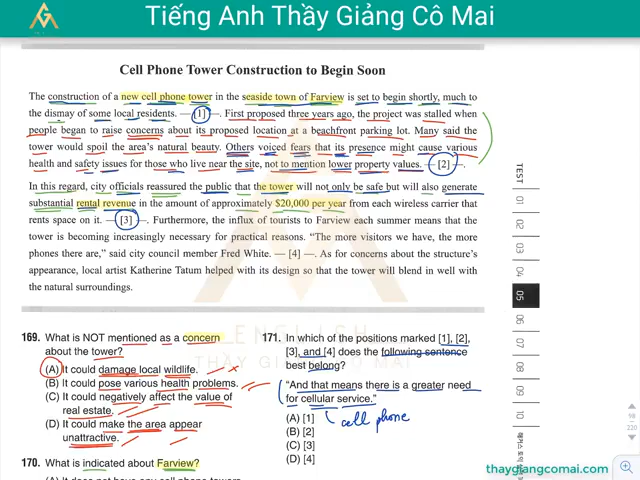 Tiếng Anh Thầy Giảng Cô Mai
Cell Phone Tower Construction to Begin Soon
The construction of a new cell phone tower in the seaside town of Farview is set to begin shortly, much to
the dismay of some local residents. —[1]— First proposed three years ago, the project was stalled when
people began to raise concerns about its proposed location at a beachfront parking lot. Many said the
tower would spoil the area's natural beauty. Others voiced fears that its presence might cause various
health and safety issues for those who live near the site, not to mention lower property values. —[2]—
In this regard, city officials reassured the public that the tower will not only be safe but will also generate
substantial rental revenue in the amount of approximately $20,000 per year from each wireless carrier that
rents space on it. —[3]— Furthermore, the influx of tourists to Farview each summer means that the
tower is becoming increasingly necessary for practical reasons. "The more visitors we have, the more
phones there are," said city council member Fred White. —[4]— As for concerns about the structure's
appearance, local artist Katherine Tatum helped with its design so that the tower will blend in well with
the natural surroundings.
169. What is NOT mentioned as a concern
about the tower?
(A) It could damage local wildlife.
(B) It could pose various health problems.
(C) It could negatively affect the value of
real estate.
(D) It could make the area appear
unattractive.
170. What is indicated about Farview?
171. In which of the positions marked [1], [2],
[3], and [4] does the following sentence
best belong?
"And that means there is a greater need
for cellular service."
(A) [1]
(B) [2]
(C) [3]
(D) [4]
cell phone
TEST
01
02
03
04
05
06
07
08
09
10
ENGLISH
THẦY GIẢNG CÔ MAI
98
220
thaygangcomai.com